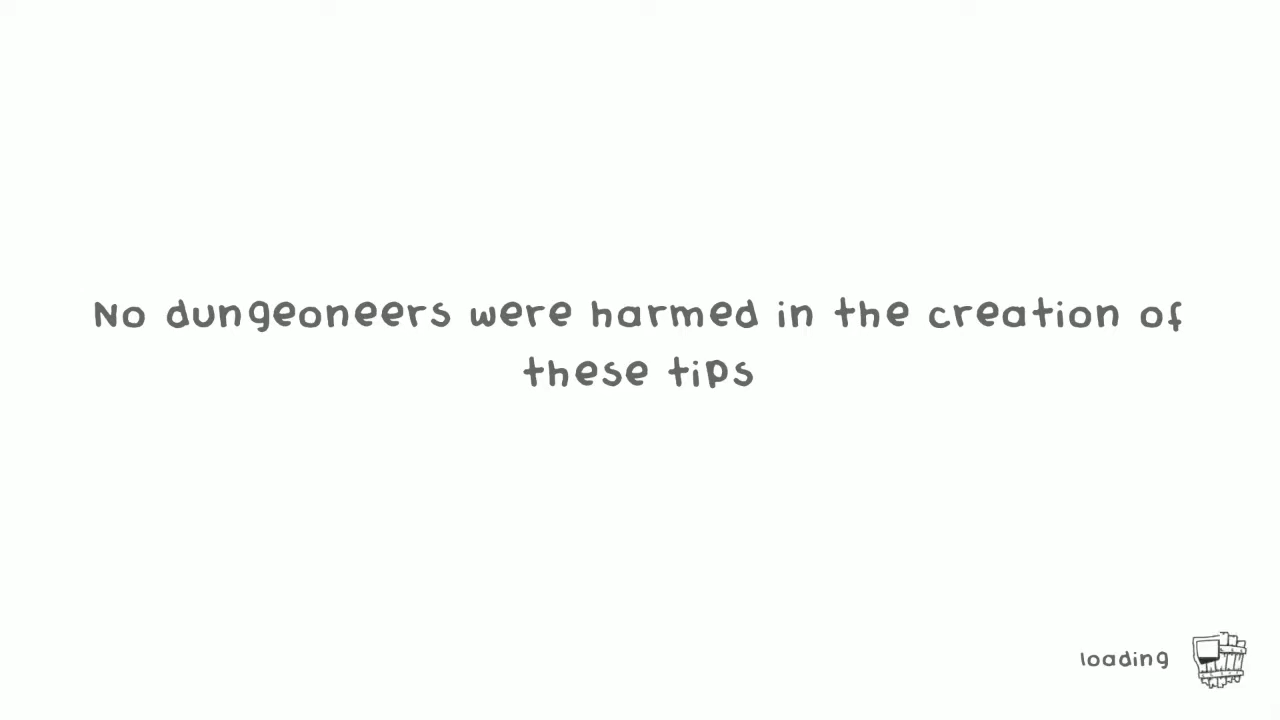 No dungeoneers were harmed in the creation of
these tips
loading